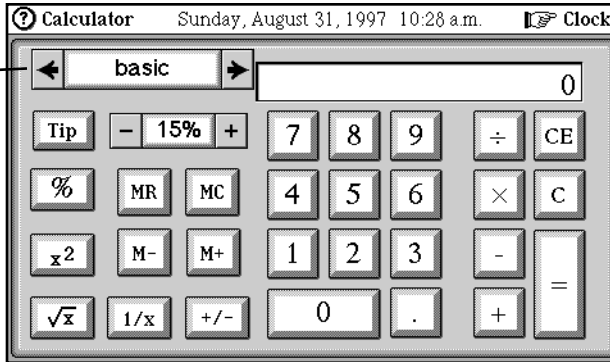 ? Calculator Sunday, August 31, 1997 10:28 a.m. Clock
basic 0
Tip - 15% + 7 8 9 ÷ CE
% MR MC 4 5 6 × C
x² M- M+ 1 2 3 - =
√x 1/x +/- 0 . +